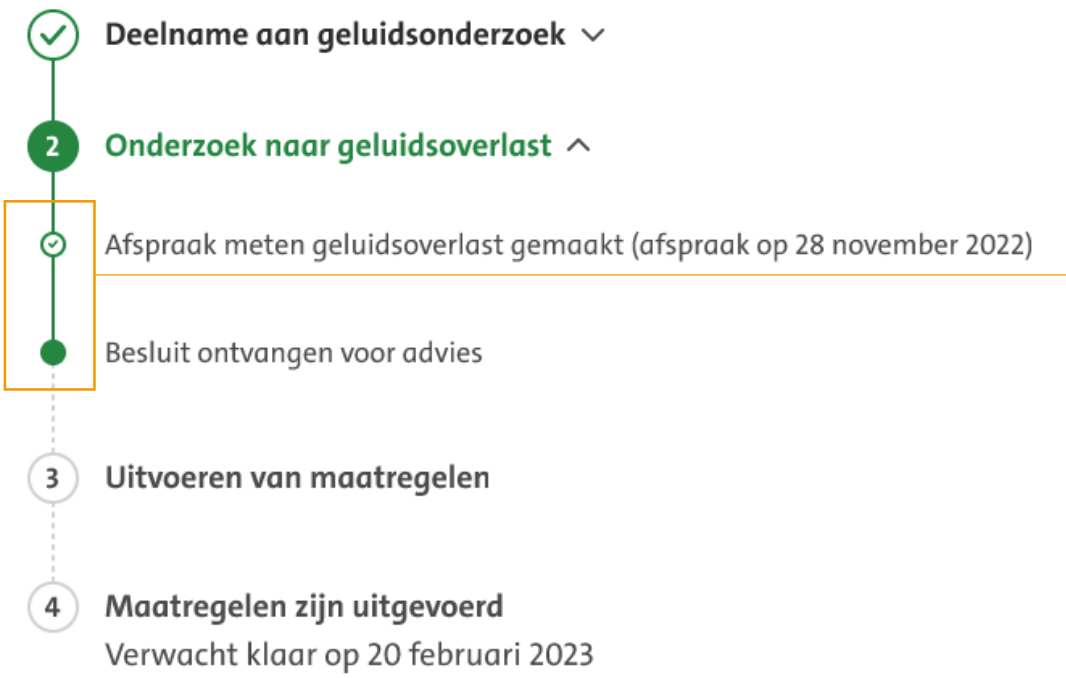 Deelname aan geluidsonderzoek
2 Onderzoek naar geluidsoverlast
Afspraak meten geluidsoverlast gemaakt (afspraak op 28 november 2022)
Besluit ontvangen voor advies
3 Uitvoeren van maatregelen
4 Maatregelen zijn uitgevoerd
Verwacht klaar op 20 februari 2023